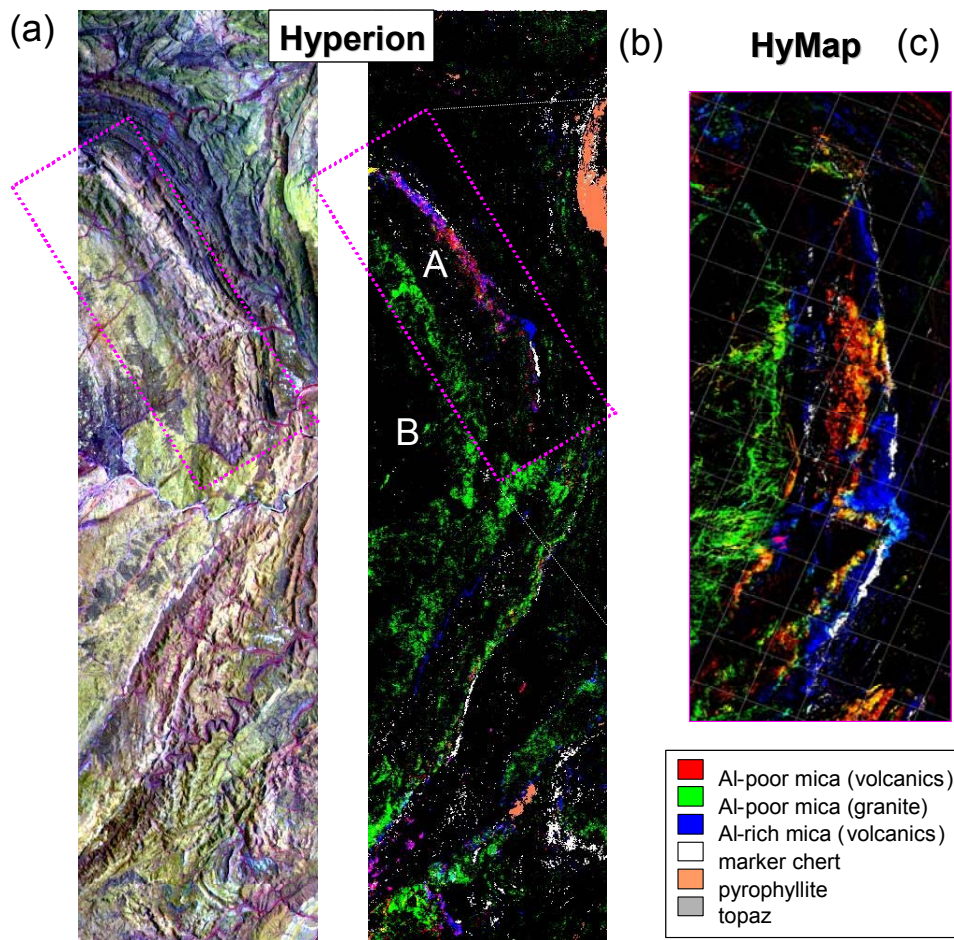 (a)
Hyperion
(b)
HyMap
(c)
A
B
Al-poor mica (volcanics)
Al-poor mica (granite)
Al-rich mica (volcanics)
marker chert
pyrophyllite
topaz